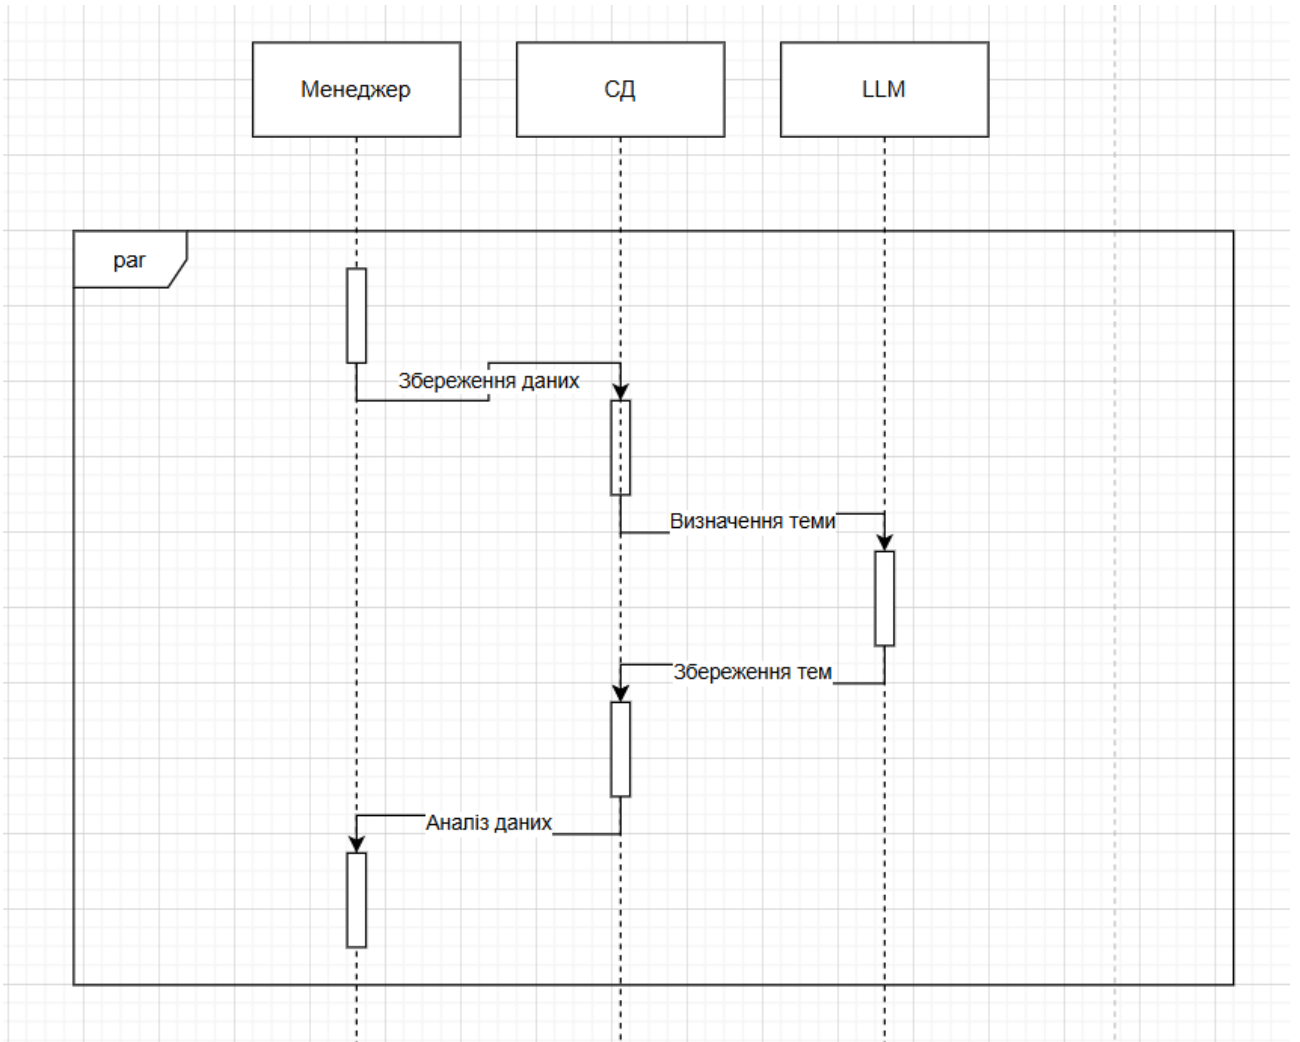 Менеджер
СД
LLM
par
Збереження даних
Визначення теми
Збереження тем
Аналіз даних